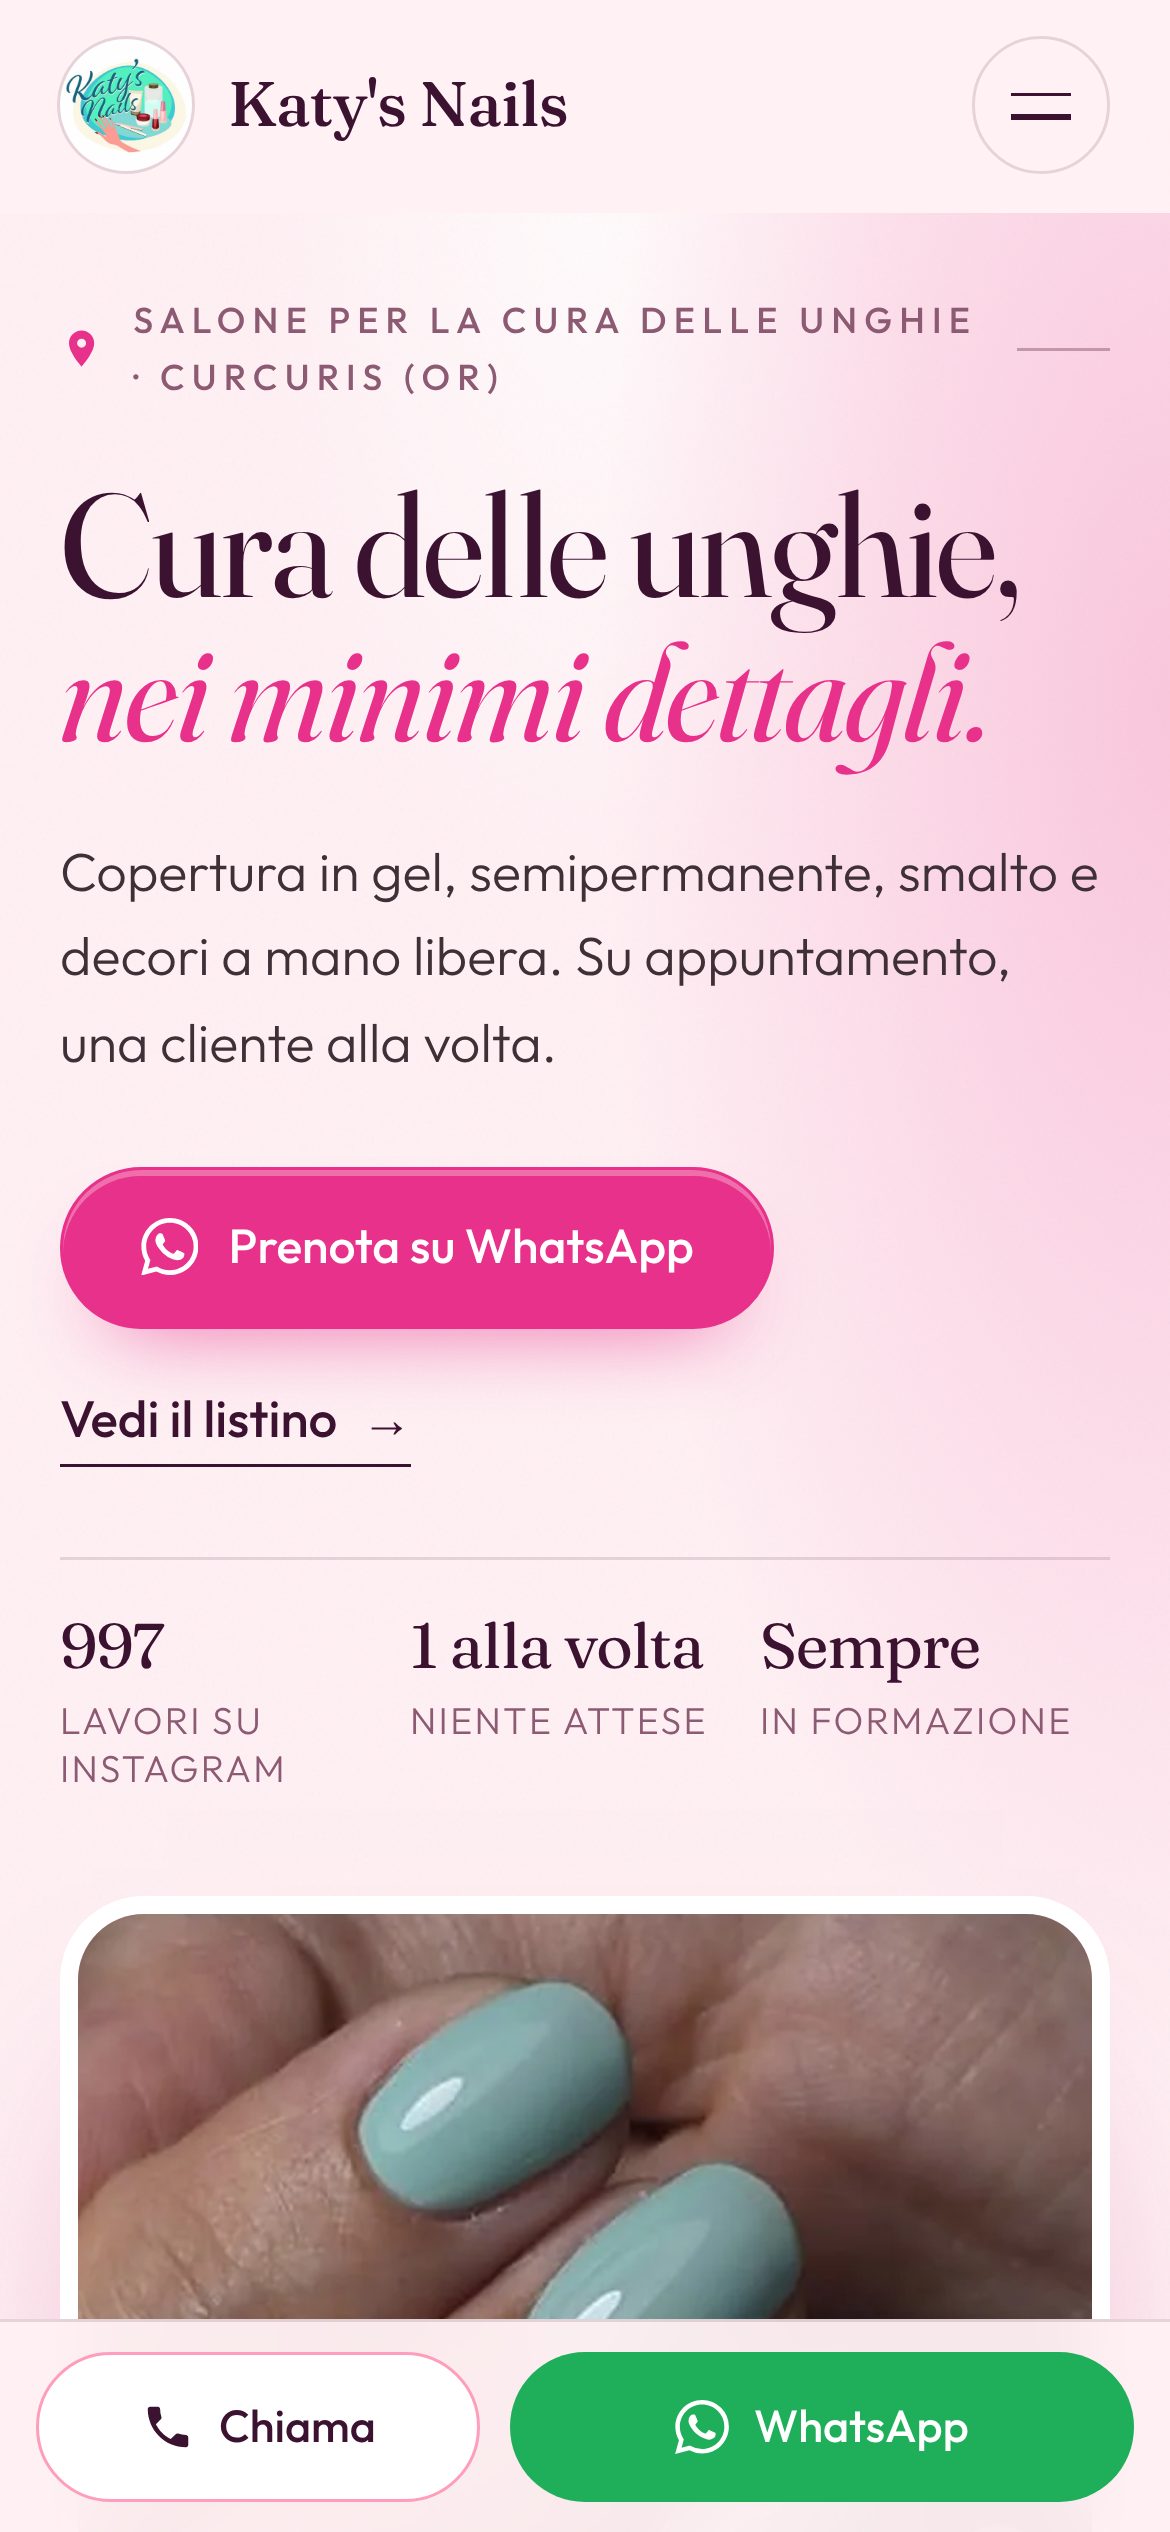 Katy's
Nails
Katy's Nails
SALONE PER LA CURA DELLE UNGHIE
· CURCURIS (OR)
Cura delle unghie,
nei minimi dettagli.
Copertura in gel, semipermanente, smalto e
decori a mano libera. Su appuntamento,
una cliente alla volta.
Prenota su WhatsApp
Vedi il listino →
997
LAVORI SU
INSTAGRAM
1 alla volta
NIENTE ATTESE
Sempre
IN FORMAZIONE
Chiama
WhatsApp